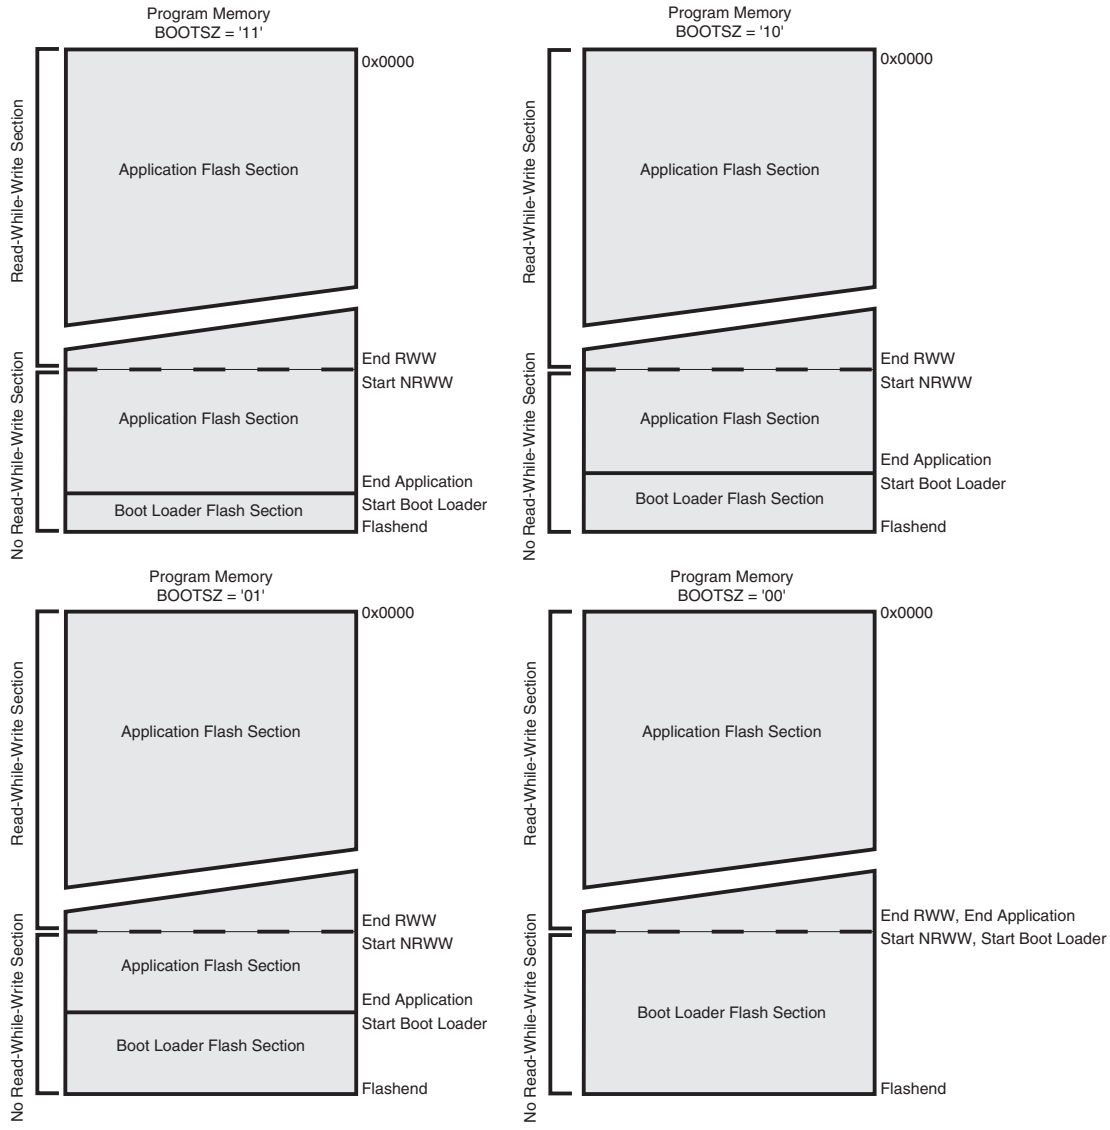 Program Memory
BOOTSZ = '11'
0x0000
Read-While-Write Section
Application Flash Section
End RWW
Start NRWW
No Read-While-Write Section
Application Flash Section
End Application
Start Boot Loader
Boot Loader Flash Section
Flashend
Program Memory
BOOTSZ = '10'
0x0000
Read-While-Write Section
Application Flash Section
End RWW
Start NRWW
No Read-While-Write Section
Application Flash Section
End Application
Start Boot Loader
Boot Loader Flash Section
Flashend
Program Memory
BOOTSZ = '01'
0x0000
Read-While-Write Section
Application Flash Section
End RWW
Start NRWW
No Read-While-Write Section
Application Flash Section
End Application
Start Boot Loader
Boot Loader Flash Section
Flashend
Program Memory
BOOTSZ = '00'
0x0000
Read-While-Write Section
Application Flash Section
End RWW, End Application
Start NRWW, Start Boot Loader
No Read-While-Write Section
Boot Loader Flash Section
Flashend